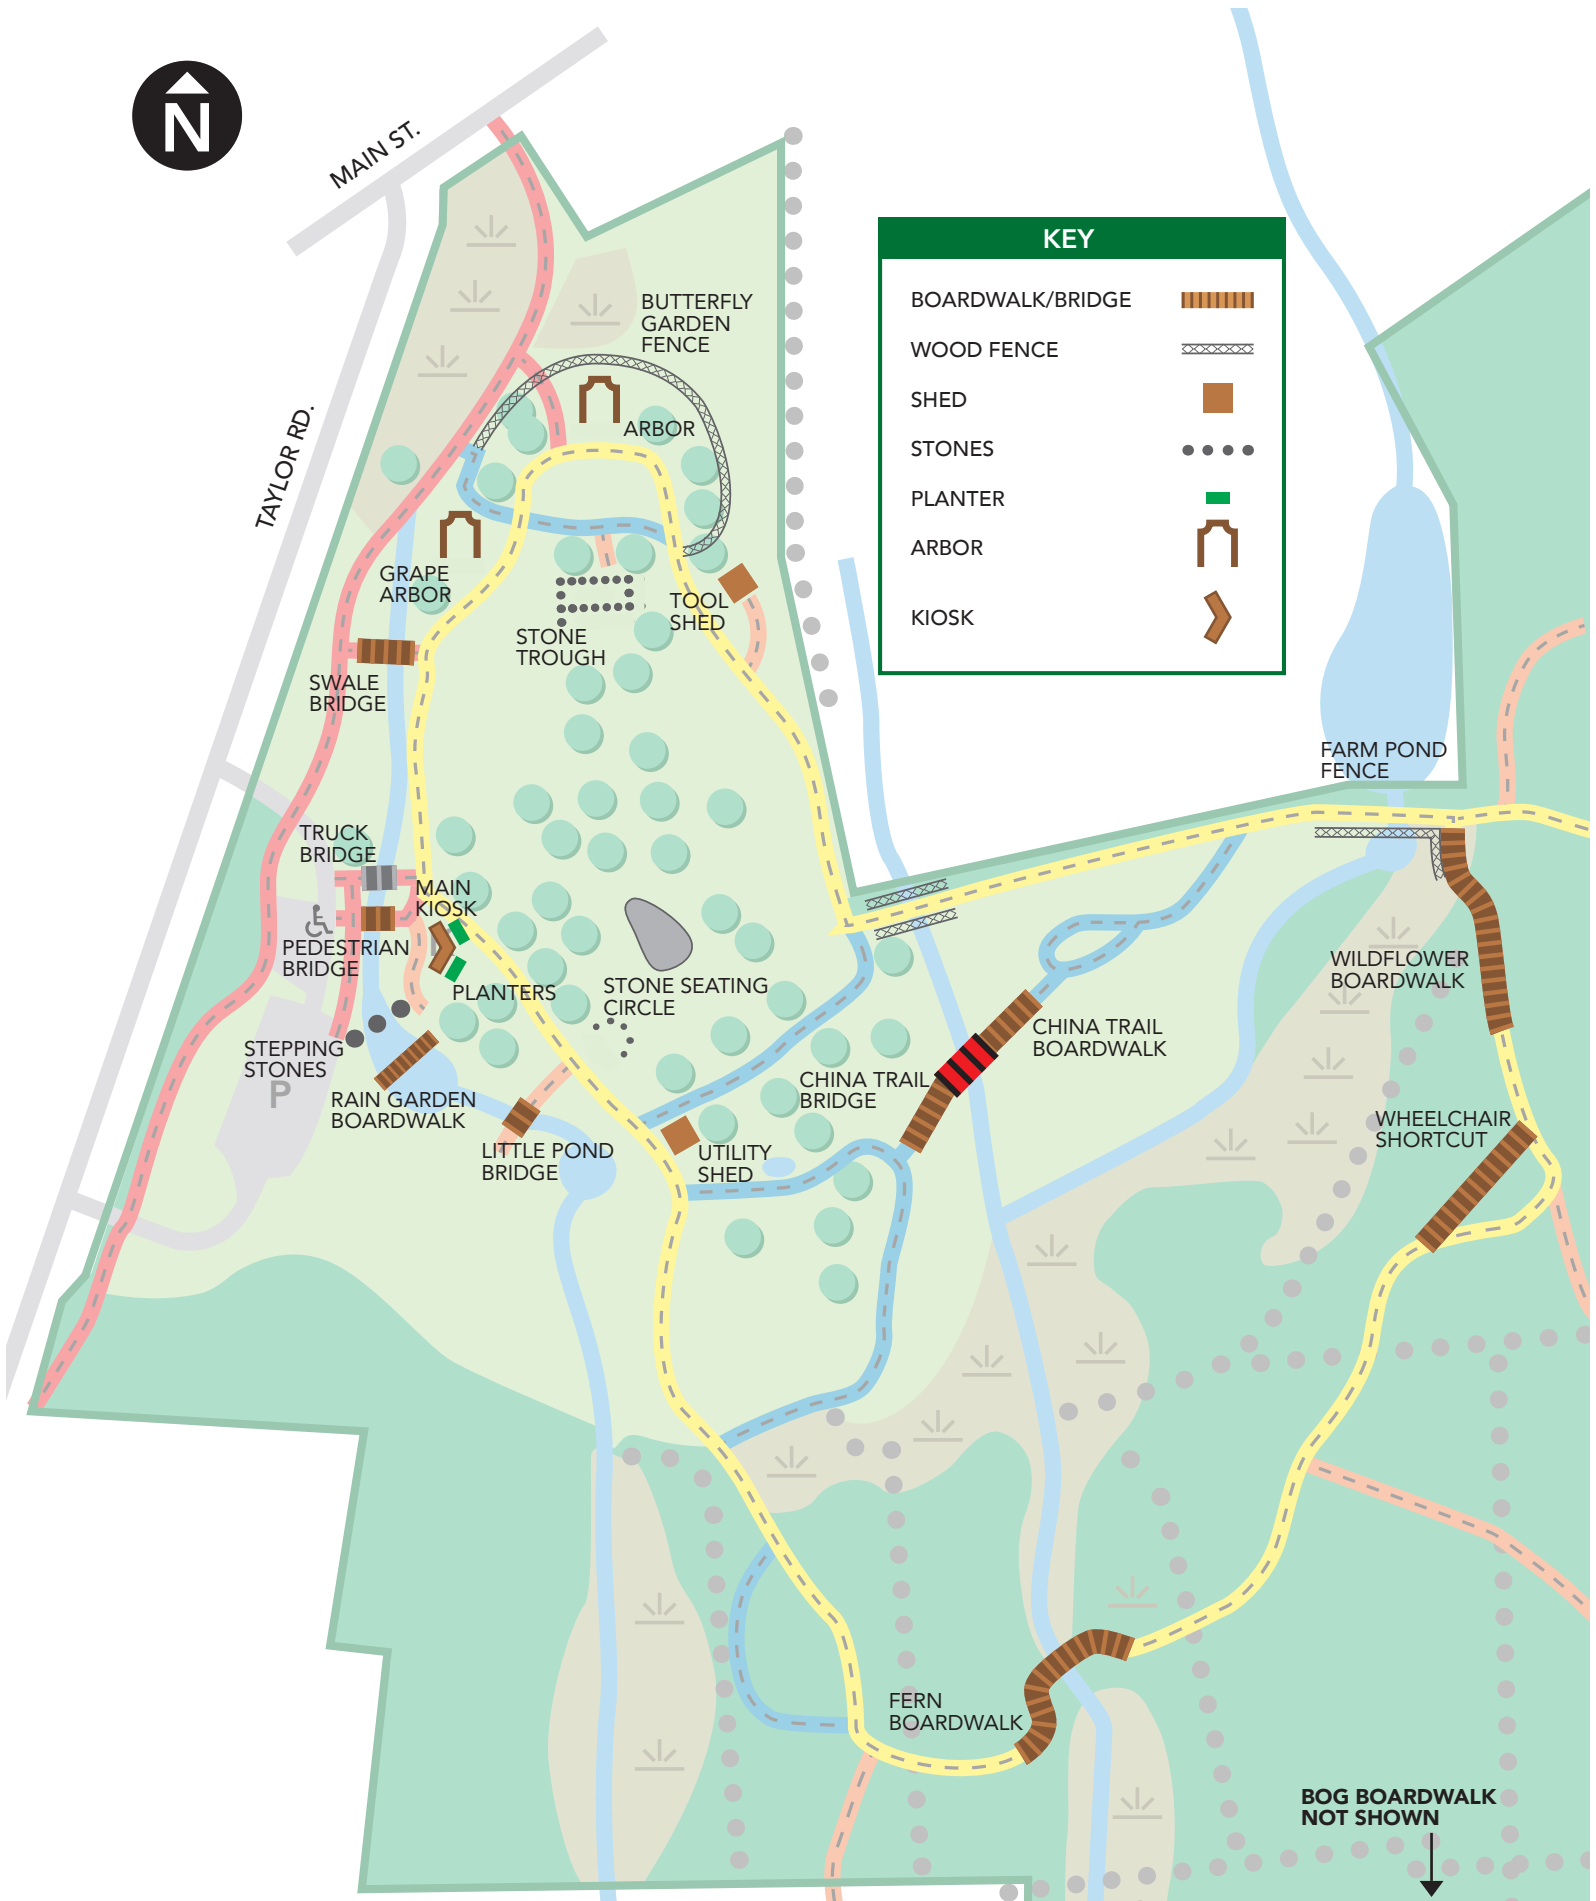 N
MAIN ST.
TAYLOR RD.
KEY
BOARDWALK/BRIDGE
WOOD FENCE
SHED
STONES
PLANTER
ARBOR
KIOSK
BUTTERFLY
GARDEN
FENCE
ARBOR
GRAPE
ARBOR
TOOL
SHED
STONE
TROUGH
SWALE
BRIDGE
FARM POND
FENCE
TRUCK
BRIDGE
MAIN
KIOSK
PEDESTRIAN
BRIDGE
PLANTERS
STONE SEATING
CIRCLE
WILDFLOWER
BOARDWALK
CHINA TRAIL
BOARDWALK
STEPPING
STONES
P
CHINA TRAIL
BRIDGE
RAIN GARDEN
BOARDWALK
WHEELCHAIR
SHORTCUT
LITTLE POND
BRIDGE
UTILITY
SHED
FERN
BOARDWALK
BOG BOARDWALK
NOT SHOWN